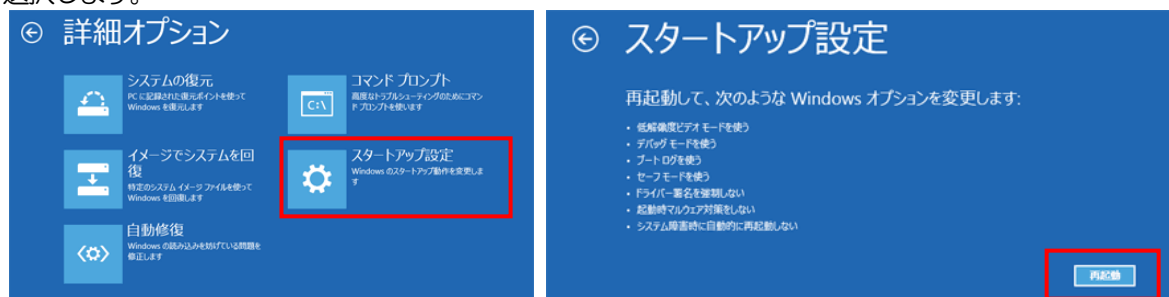 選択します。
詳細オプション
システムの復元
PC に記録された復元ポイントを使って
Windows を復元します
コマンド プロンプト
高度なトラブルシューティングのためにコマン
ド プロンプトを使います
C:\
イメージでシステムを回
復
特定のシステム イメージ ファイルを使って
Windows を回復します
スタートアップ設定
Windows のスタートアップ動作を変更しま
す
自動修復
Windows の読み込みを妨げている問題を
修正します
スタートアップ設定
再起動して、次のような Windows オプションを変更します:
• 低解像度ビデオ モードを使う
• デバッグ モードを使う
• ブート ログを使う
• セーフ モードを使う
• ドライバー署名を強制しない
• 起動時マルウェア対策をしない
• システム障害時に自動的に再起動しない
再起動